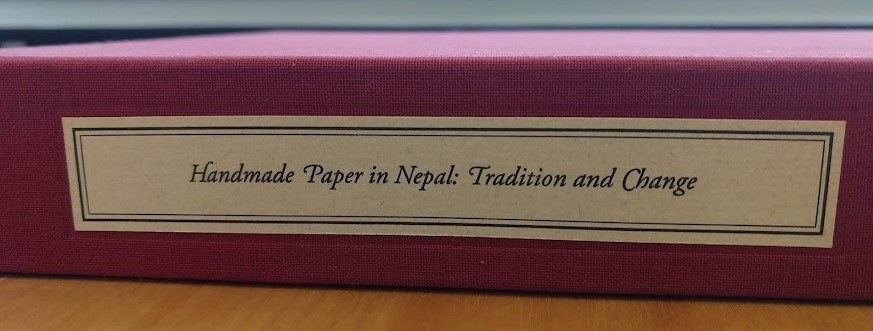 Handmade Paper in Nepal: Tradition and Change